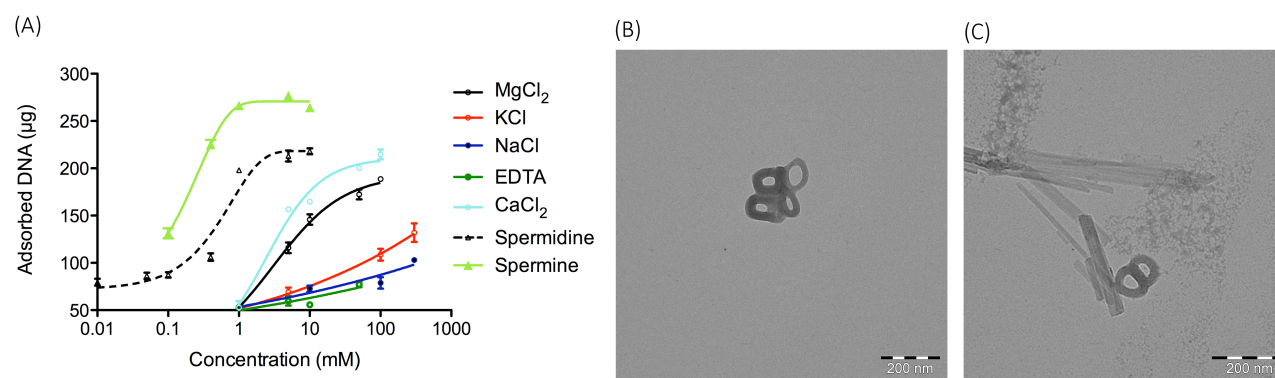 (A)
(B)
(C)
Adsorbed DNA (µg)
300
250
200
150
100
50
0.01
0.1
1
10
100
1000
Concentration (mM)
MgCl2
KCl
NaCl
EDTA
CaCl2
Spermidine
Spermine
200 nm
200 nm